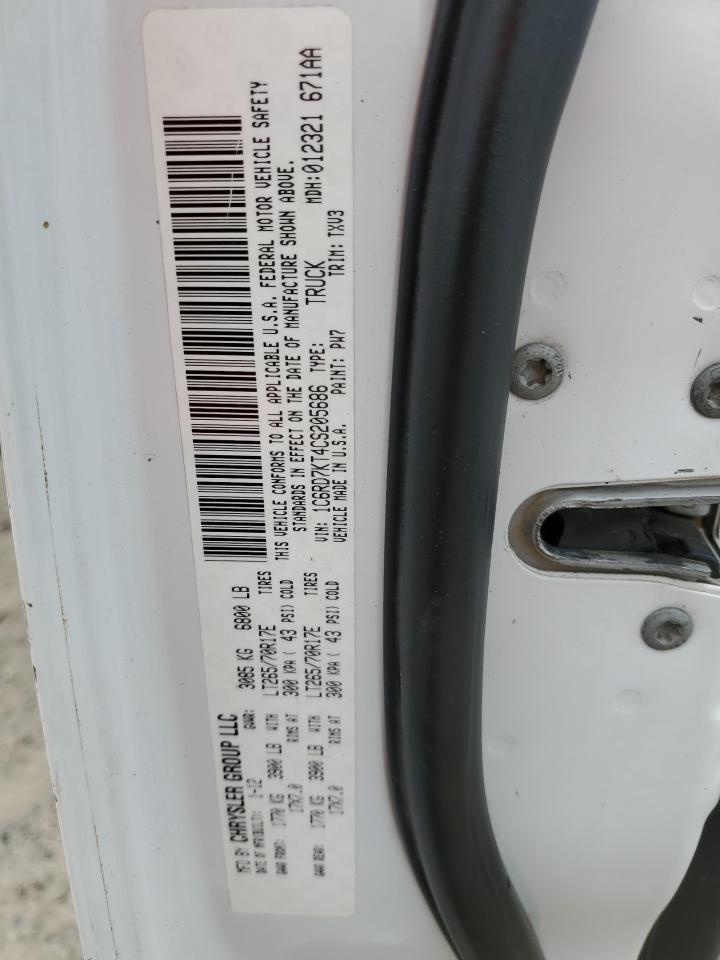 MFD BY CHRYSLER GROUP LLC
DATE OF MFR(BUILT): 1-12 GVWR: 3085 KG 6800 LB
GAWR FRONT: 1770 KG 3900 LB WITH LT265/70R17E TIRES
17X7.0 RIMS AT 300 KPA ( 43 PSI) COLD
GAWR REAR: 1770 KG 3900 LB WITH LT265/70R17E TIRES
17X7.0 RIMS AT 300 KPA ( 43 PSI) COLD
THIS VEHICLE CONFORMS TO ALL APPLICABLE U.S.A. FEDERAL MOTOR VEHICLE SAFETY
STANDARDS IN EFFECT ON THE DATE OF MANUFACTURE SHOWN ABOVE.
VIN: 1C6RD7KT4CS205686 TYPE: TRUCK MDH:012321 671AA
VEHICLE MADE IN U.S.A. PAINT: PW7 TRIM: TXV3